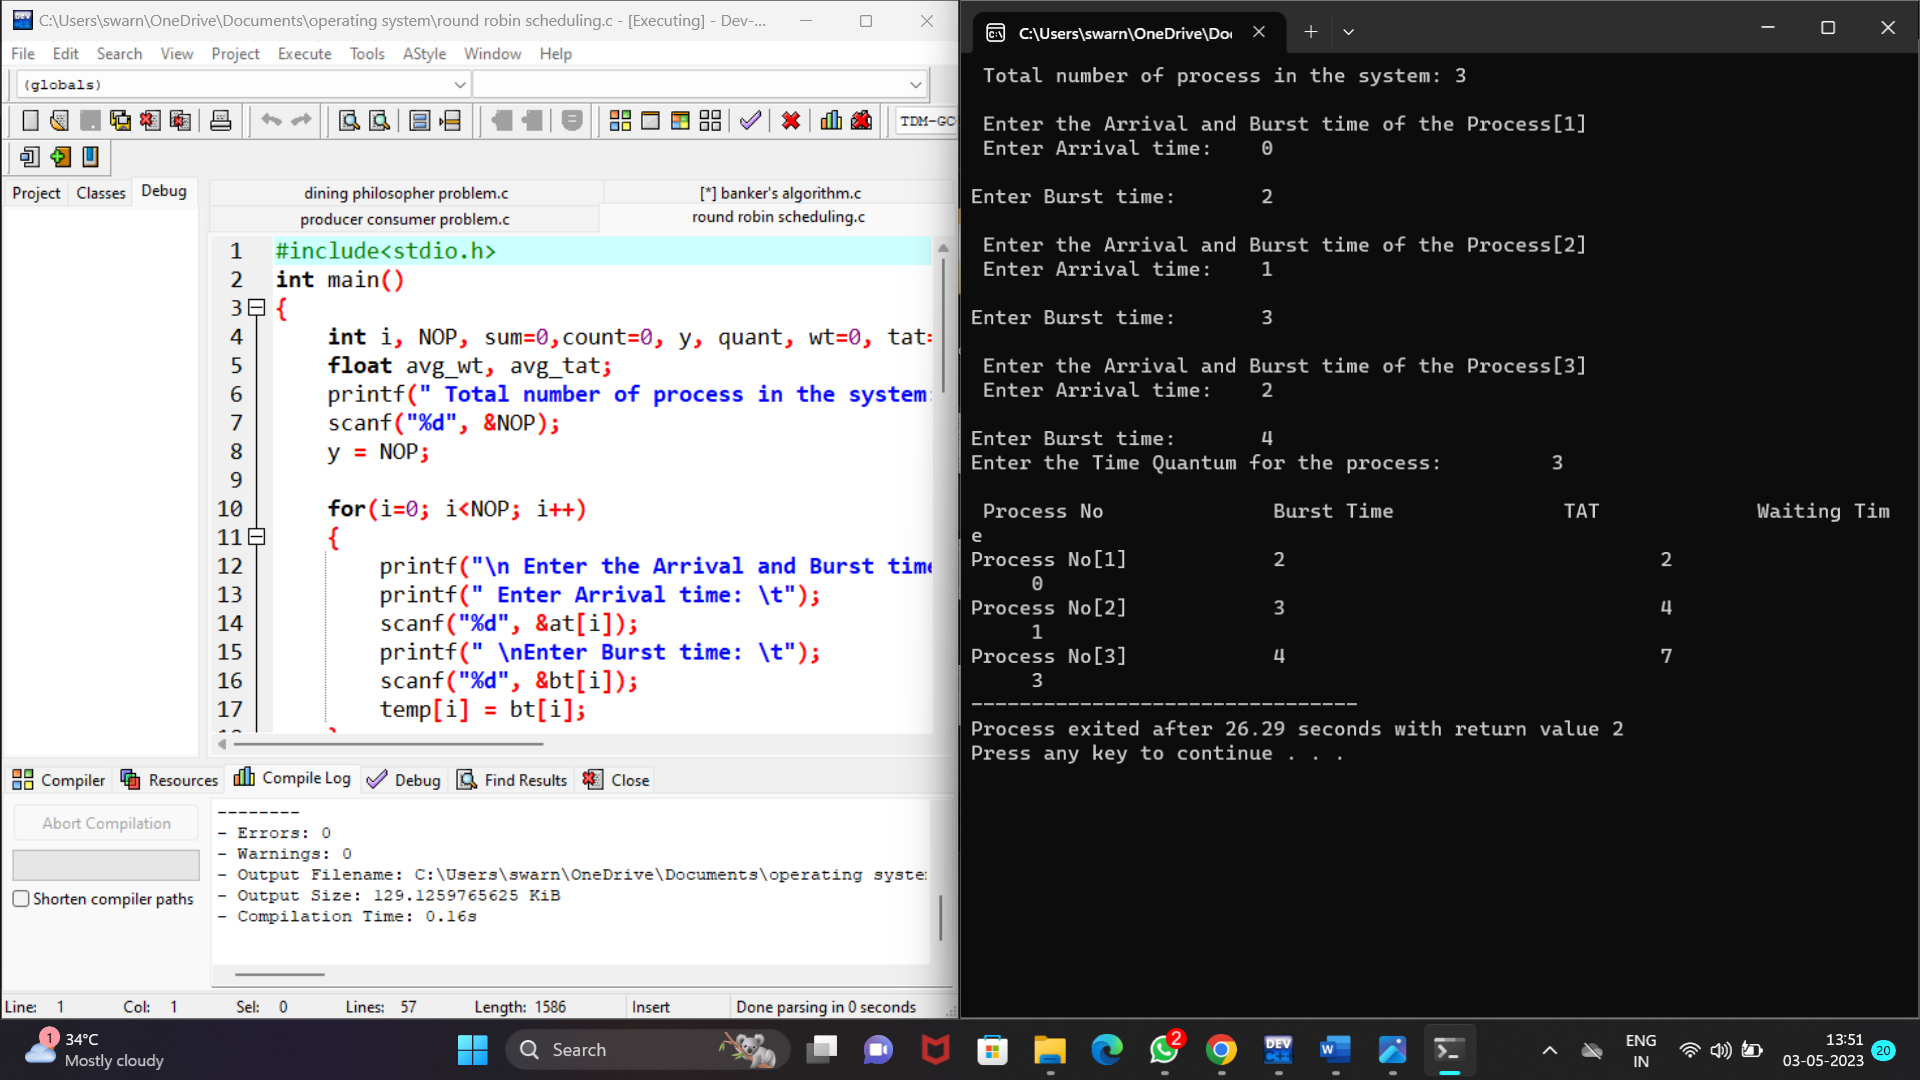 C:\Users\swarn\OneDrive\Documents\operating system\round robin scheduling.c - [Executing] - Dev-...
File Edit Search View Project Execute Tools AStyle Window Help
(globals)
TDM-GC
Project Classes Debug
dining philosopher problem.c [*] banker's algorithm.c
producer consumer problem.c round robin scheduling.c
1 #include<stdio.h>
2 int main()
3 {
4 int i, NOP, sum=0,count=0, y, quant, wt=0, tat=
5 float avg_wt, avg_tat;
6 printf(" Total number of process in the system:
7 scanf("%d", &NOP);
8 y = NOP;
9
10 for(i=0; i<NOP; i++)
11 {
12 printf("\n Enter the Arrival and Burst time
13 printf(" Enter Arrival time: \t");
14 scanf("%d", &at[i]);
15 printf(" \nEnter Burst time: \t");
16 scanf("%d", &bt[i]);
17 temp[i] = bt[i];
Compiler Resources Compile Log Debug Find Results Close
Abort Compilation
Shorten compiler paths
--------
- Errors: 0
- Warnings: 0
- Output Filename: C:\Users\swarn\OneDrive\Documents\operating syste
- Output Size: 129.1259765625 KiB
- Compilation Time: 0.16s
Line: 1 Col: 1 Sel: 0 Lines: 57 Length: 1586 Insert Done parsing in 0 seconds
C:\Users\swarn\OneDrive\Do
Total number of process in the system: 3
Enter the Arrival and Burst time of the Process[1]
Enter Arrival time: 0
Enter Burst time: 2
Enter the Arrival and Burst time of the Process[2]
Enter Arrival time: 1
Enter Burst time: 3
Enter the Arrival and Burst time of the Process[3]
Enter Arrival time: 2
Enter Burst time: 4
Enter the Time Quantum for the process: 3
Process No Burst Time TAT Waiting Tim
e
Process No[1] 2 2
0
Process No[2] 3 4
1
Process No[3] 4 7
3
--------------------------------
Process exited after 26.29 seconds with return value 2
Press any key to continue . . .
1
34°C
Mostly cloudy
Search
2
DEV
C++
W
ENG
IN
13:51
03-05-2023
20